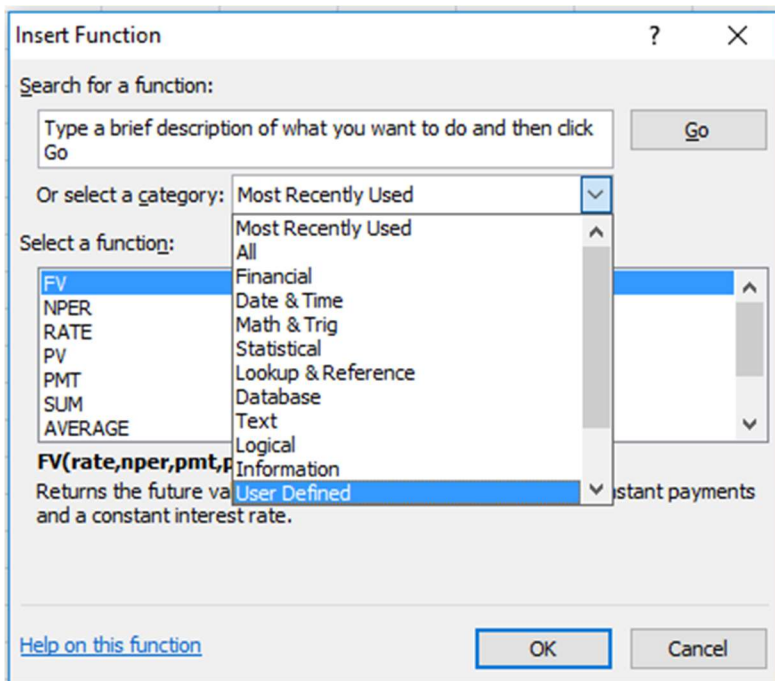 Insert Function
?
Search for a function:
Type a brief description of what you want to do and then click
Go
Go
Or select a category:
Most Recently Used
Most Recently Used
All
Financial
Date & Time
Math & Trig
Statistical
Lookup & Reference
Database
Text
Logical
Information
User Defined
Select a function:
FV
NPER
RATE
PV
PMT
SUM
AVERAGE
FV(rate,nper,pmt,p
Returns the future va stant payments
and a constant interest rate.
Help on this function
OK
Cancel